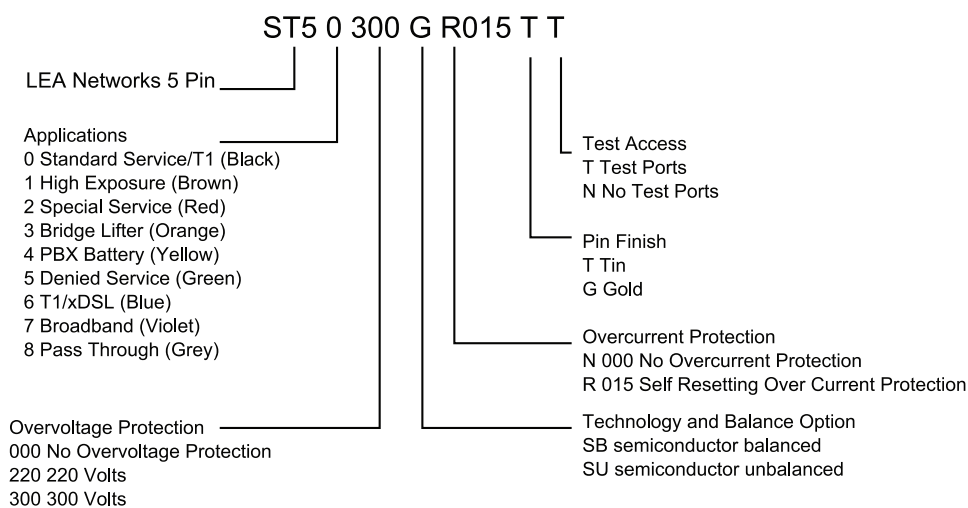 ST5 0 300 G R015 T T
LEA Networks 5 Pin
Applications
0 Standard Service/T1 (Black)
1 High Exposure (Brown)
2 Special Service (Red)
3 Bridge Lifter (Orange)
4 PBX Battery (Yellow)
5 Denied Service (Green)
6 T1/xDSL (Blue)
7 Broadband (Violet)
8 Pass Through (Grey)
Overvoltage Protection
000 No Overvoltage Protection
220 220 Volts
300 300 Volts
Test Access
T Test Ports
N No Test Ports
Pin Finish
T Tin
G Gold
Overcurrent Protection
N 000 No Overcurrent Protection
R 015 Self Resetting Over Current Protection
Technology and Balance Option
SB semiconductor balanced
SU semiconductor unbalanced